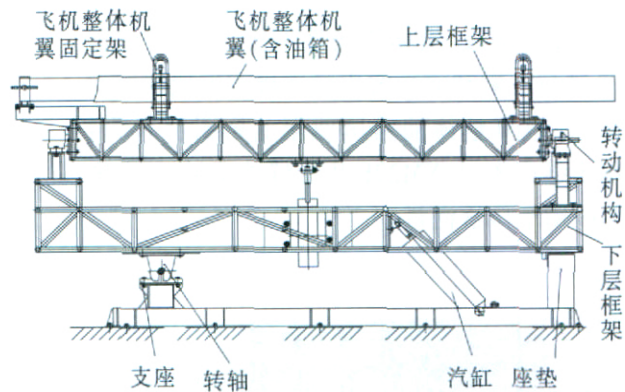 飞机整体机
翼固定架
飞机整体机
翼(含油箱)
上层框架
转动机构
下层框架
支座
转轴
汽缸
座垫